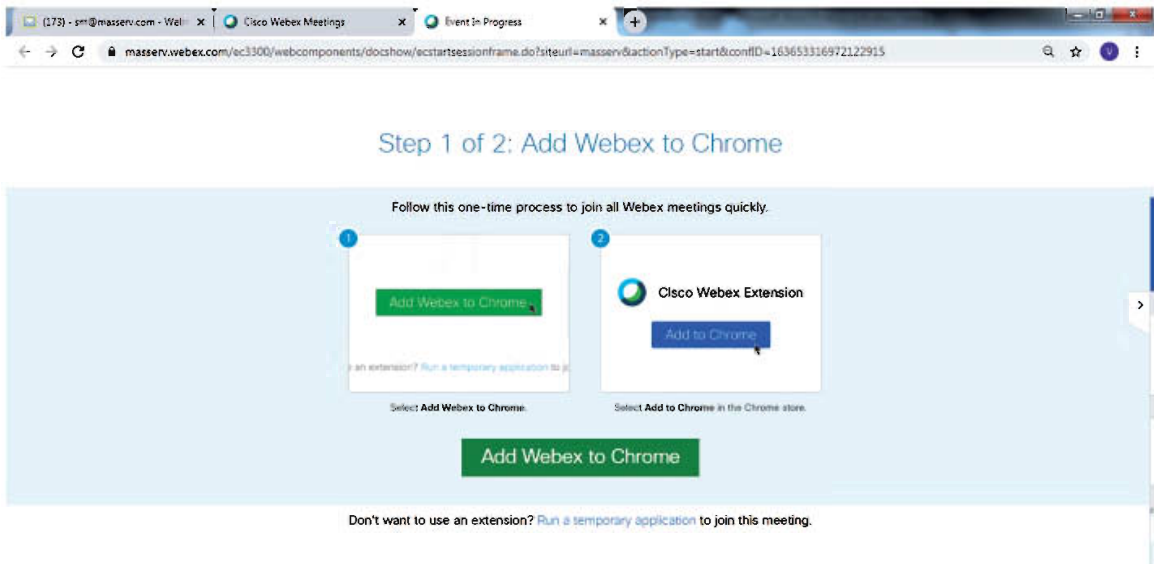 (173) - sm@masserv.com - Wel
Cisco Webex Meetings
Event In Progress
masserv.webex.com/ec3300/webcomponents/docshow/ecstartsessionframe.do?siteurl=masserv&actionType=start&confID=163653316972122915
V
Step 1 of 2: Add Webex to Chrome
Follow this one-time process to join all Webex meetings quickly.
1
2
Add Webex to Chrome
Cisco Webex Extension
Add to Chrome
an extension? Run a temporary application to
Select Add Webex to Chrome.
Select Add to Chrome in the Chrome store.
Add Webex to Chrome
Don't want to use an extension? Run a temporary application to join this meeting.